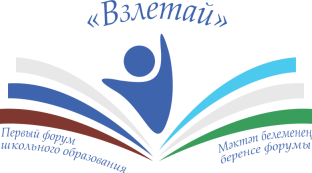 «Взлетай»
Первый форум
школьного образования
Мәктәп белеменең
беренсе форумы